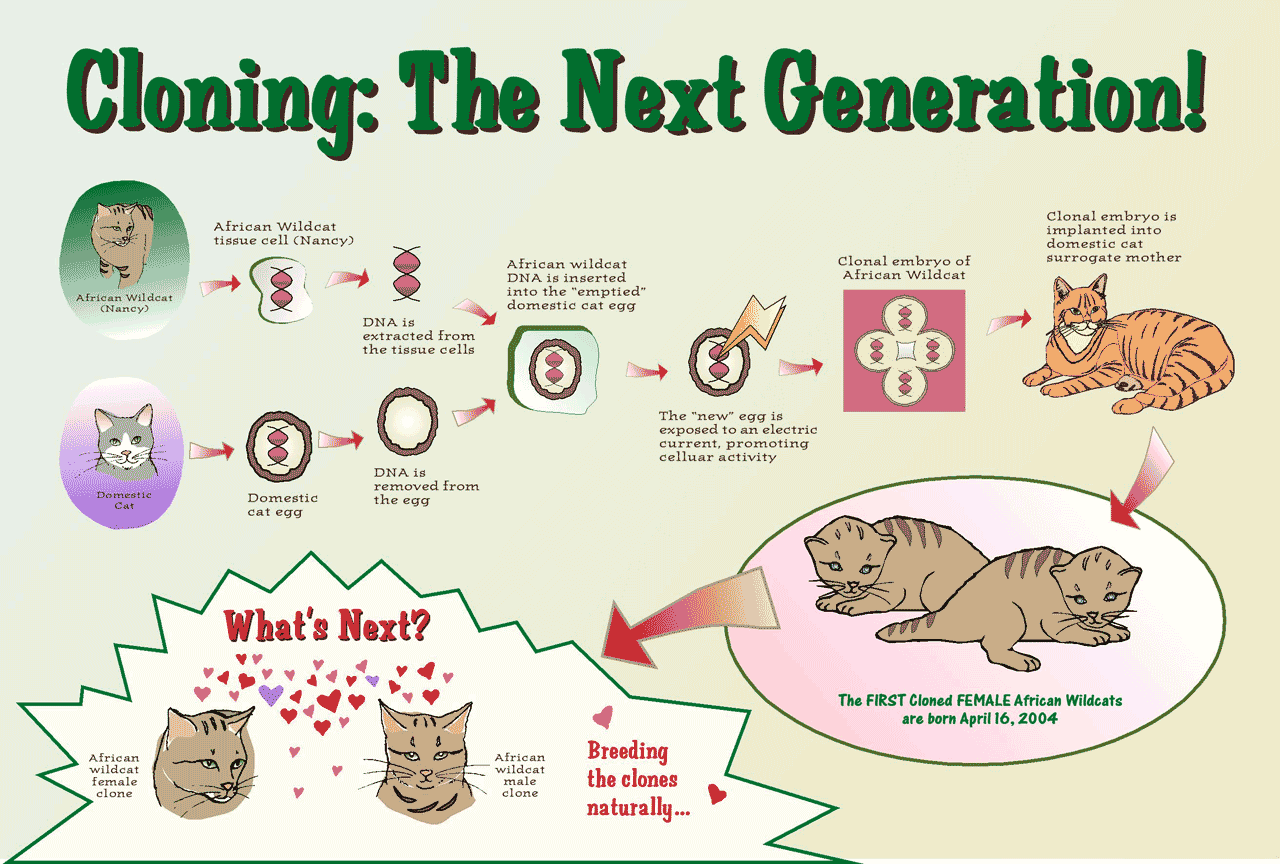 Cloning: The Next Generation!
African Wildcat
(Nancy)
African Wildcat
tissue cell (Nancy)
DNA is
extracted from
the tissue cells
African wildcat
DNA is inserted
into the "emptied"
domestic cat egg
Clonal embryo of
African Wildcat
Clonal embryo is
implanted into
domestic cat
surrogate mother
Domestic
Cat
Domestic
cat egg
DNA is
removed from
the egg
The "new" egg is
exposed to an electric
current, promoting
celluar activity
The FIRST Cloned FEMALE African Wildcats
are born April 16, 2004
What's Next?
African
wildcat
female
clone
African
wildcat
male
clone
Breeding
the clones
naturally...